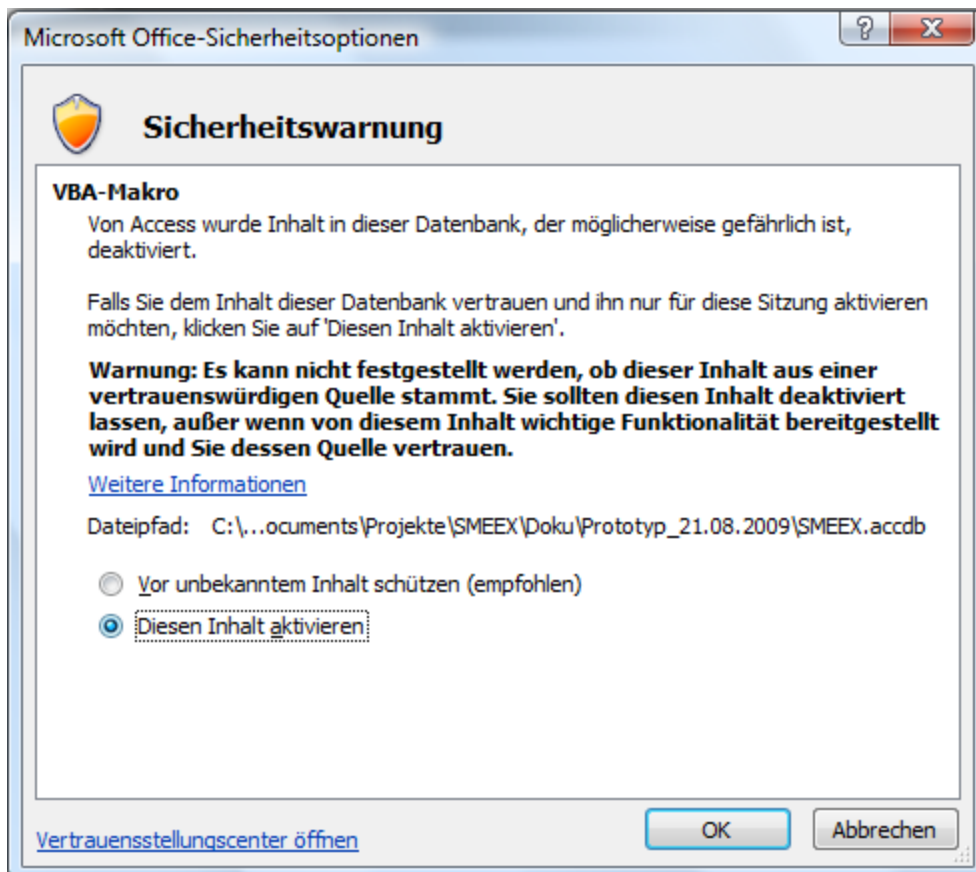 Microsoft Office-Sicherheitsoptionen
Sicherheitswarnung
VBA-Makro
Von Access wurde Inhalt in dieser Datenbank, der möglicherweise gefährlich ist,
deaktiviert.
Falls Sie dem Inhalt dieser Datenbank vertrauen und ihn nur für diese Sitzung aktivieren
möchten, klicken Sie auf 'Diesen Inhalt aktivieren'.
Warnung: Es kann nicht festgestellt werden, ob dieser Inhalt aus einer
vertrauenswürdigen Quelle stammt. Sie sollten diesen Inhalt deaktiviert
lassen, außer wenn von diesem Inhalt wichtige Funktionalität bereitgestellt
wird und Sie dessen Quelle vertrauen.
Weitere Informationen
Dateipfad: C:\...ocuments\Projekte\SMEEX\Doku\Prototyp_21.08.2009\SMEEX.accdb
Vor unbekanntem Inhalt schützen (empfohlen)
Diesen Inhalt aktivieren
Vertrauensstellungscenter öffnen
OK
Abbrechen